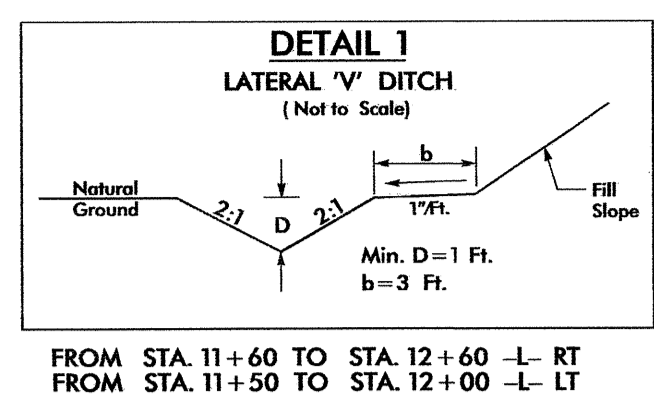 DETAIL 1
LATERAL 'V' DITCH
( Not to Scale)
b
Natural
Ground
2:1
D
2:1
1"/Ft.
Fill
Slope
Min. D=1 Ft.
b=3 Ft.
FROM STA. 11+60 TO STA. 12+60 -L- RT
FROM STA. 11+50 TO STA. 12+00 -L- LT